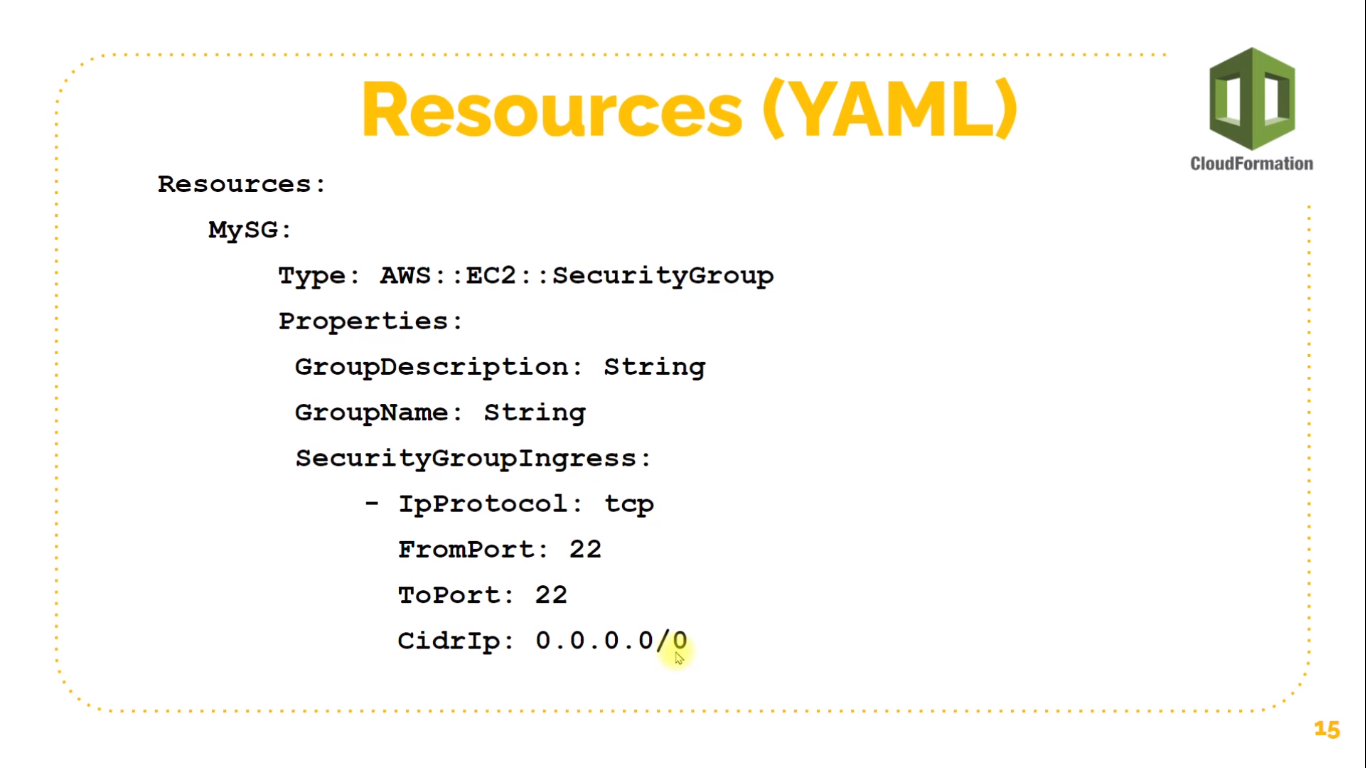 Resources (YAML)
CloudFormation
Resources:
MySG:
Type: AWS::EC2::SecurityGroup
Properties:
GroupDescription: String
GroupName: String
SecurityGroupIngress:
- IpProtocol: tcp
FromPort: 22
ToPort: 22
CidrIp: 0.0.0.0/0
15